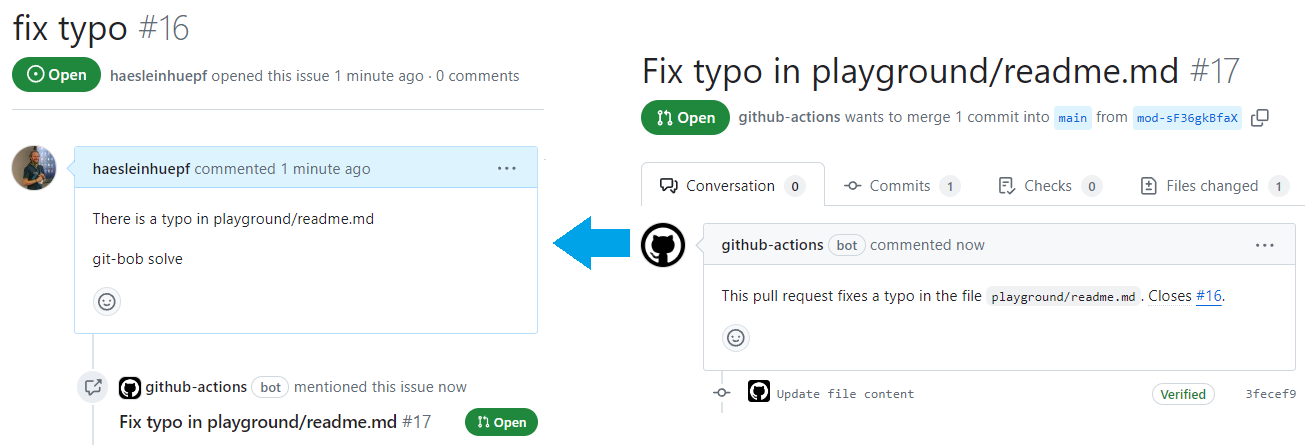 fix typo #16
Open haesleinhuepf opened this issue 1 minute ago · 0 comments
haesleinhuepf commented 1 minute ago
There is a typo in playground/readme.md
git-bob solve
github-actions bot mentioned this issue now
Fix typo in playground/readme.md #17 Open
Fix typo in playground/readme.md #17
Open github-actions wants to merge 1 commit into main from mod-sF36gkBfaX
Conversation 0 Commits 1 Checks 0 Files changed 1
github-actions bot commented now
This pull request fixes a typo in the file playground/readme.md. Closes #16.
Update file content Verified 3fecef9